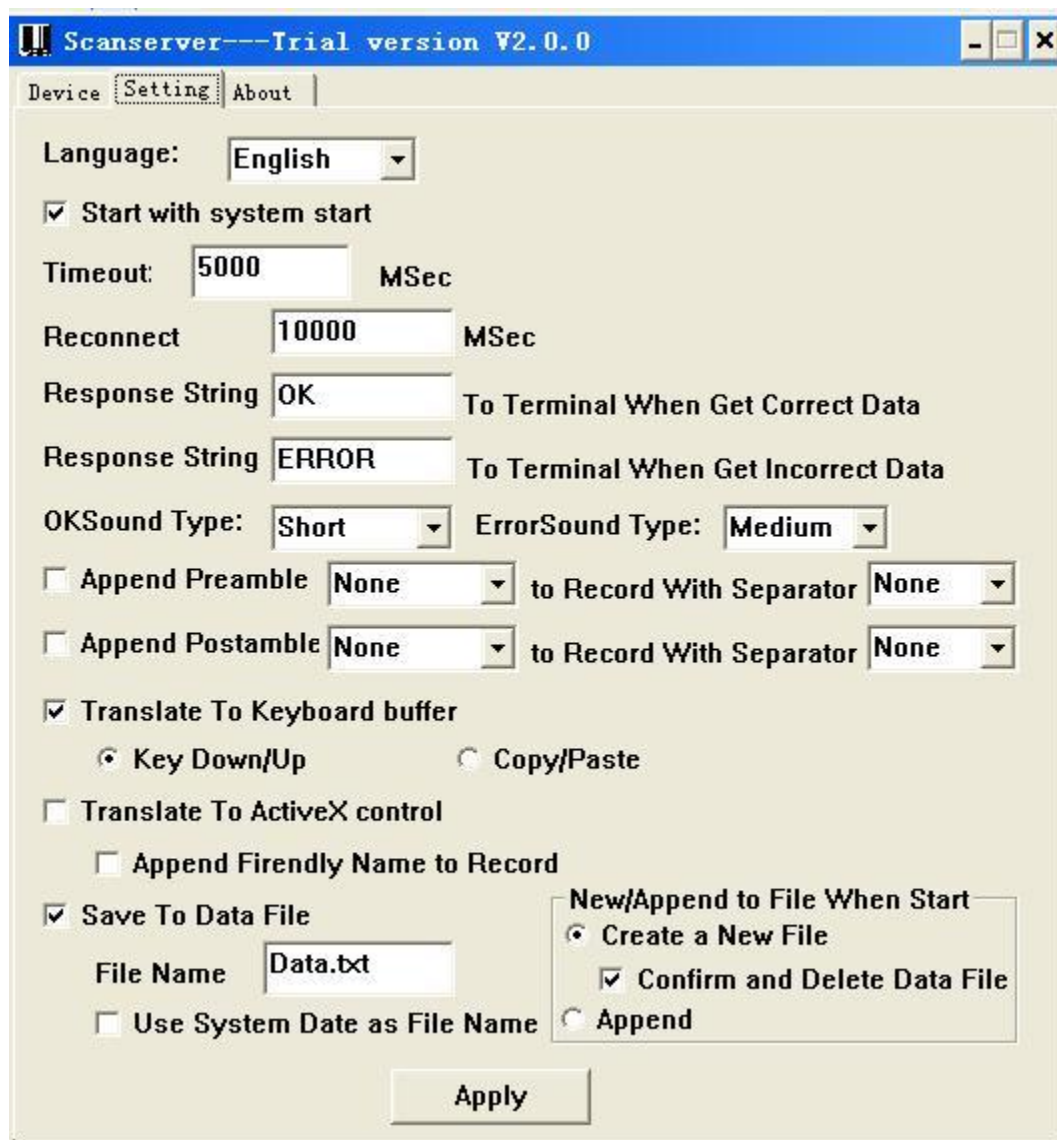 Scanserver---Trial version V2.0.0
Device Setting About
Language: English
Start with system start
Timeout: 5000 MSec
Reconnect 10000 MSec
Response String OK To Terminal When Get Correct Data
Response String ERROR To Terminal When Get Incorrect Data
OKSound Type: Short ErrorSound Type: Medium
Append Preamble None to Record With Separator None
Append Postamble None to Record With Separator None
Translate To Keyboard buffer
Key Down/Up Copy/Paste
Translate To ActiveX control
Append Firendly Name to Record
New/Append to File When Start
Save To Data File
Create a New File
File Name Data.txt
Confirm and Delete Data File
Use System Date as File Name
Append
Apply